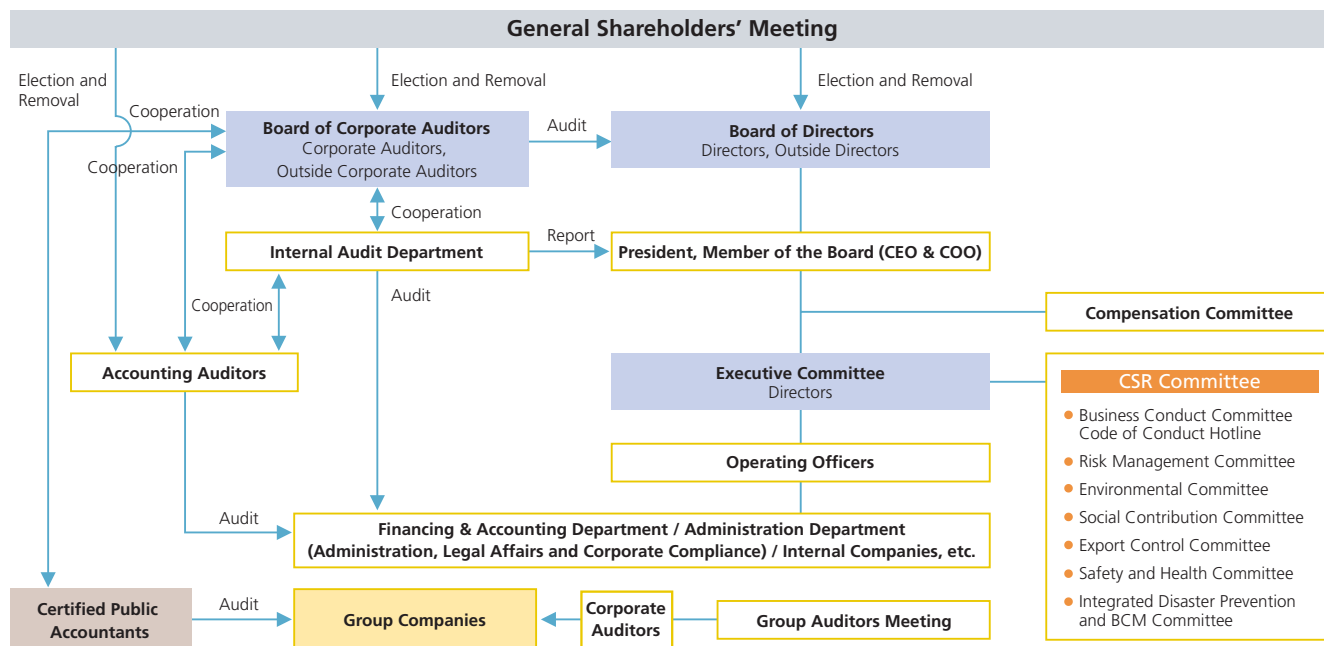 General Shareholders’ Meeting
Election and
Removal
Election and Removal
Election and Removal
Cooperation
Board of Corporate Auditors
Corporate Auditors,
Outside Corporate Auditors
Audit
Board of Directors
Directors, Outside Directors
Cooperation
Cooperation
Internal Audit Department
Report
President, Member of the Board (CEO & COO)
Cooperation
Audit
Compensation Committee
Accounting Auditors
Executive Committee
Directors
CSR Committee
• Business Conduct Committee
Code of Conduct Hotline
• Risk Management Committee
• Environmental Committee
• Social Contribution Committee
• Export Control Committee
• Safety and Health Committee
• Integrated Disaster Prevention
and BCM Committee
Operating Officers
Audit
Financing & Accounting Department / Administration Department
(Administration, Legal Affairs and Corporate Compliance) / Internal Companies, etc.
Certified Public
Accountants
Audit
Group Companies
Corporate
Auditors
Group Auditors Meeting